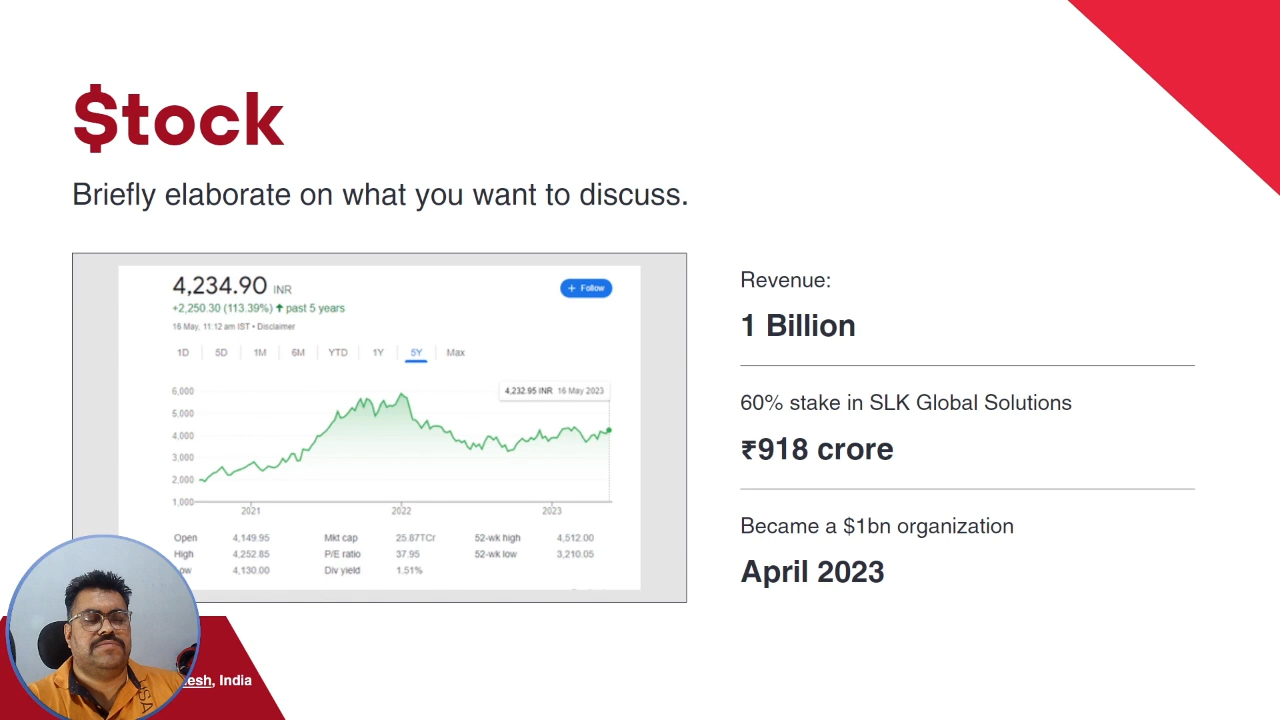 $tock
Briefly elaborate on what you want to discuss.
4,234.90 INR
+ Follow
+2,250.30 (113.39%) ↑ past 5 years
16 May, 11:12 am IST • Disclaimer
1D 5D 1M 6M YTD 1Y 5Y Max
4,232.95 INR 16 May 2023
6,000
5,000
4,000
3,000
2,000
1,000
2021 2022 2023
Open 4,149.95 Mkt cap 25.87TCr 52-wk high 4,512.00
High 4,252.85 P/E ratio 37.95 52-wk low 3,210.05
4,130.00 Div yield 1.51%
Revenue:
1 Billion
60% stake in SLK Global Solutions
₹918 crore
Became a $1bn organization
April 2023
India